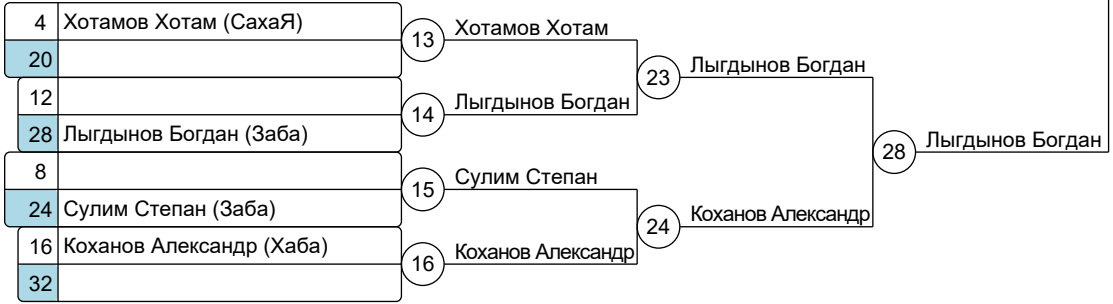 4 Хотамов Хотам (СахаЯ)
20
12
28 Лыгдынов Богдан (Заба)
8
24 Сулим Степан (Заба)
16 Коханов Александр (Хаба)
32
13 Хотамов Хотам
14 Лыгдынов Богдан
15 Сулим Степан
16 Коханов Александр
23 Лыгдынов Богдан
24 Коханов Александр
28 Лыгдынов Богдан